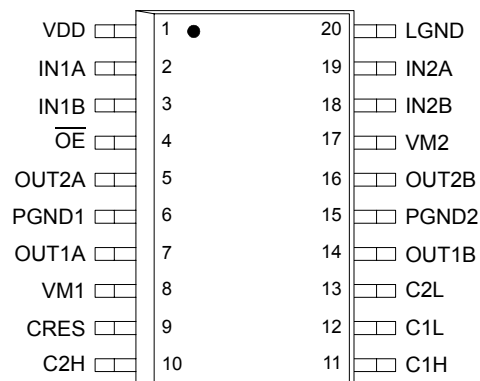 VDD 1 20 LGND
IN1A 2 19 IN2A
IN1B 3 18 IN2B
O̅E̅ 4 17 VM2
OUT2A 5 16 OUT2B
PGND1 6 15 PGND2
OUT1A 7 14 OUT1B
VM1 8 13 C2L
CRES 9 12 C1L
C2H 10 11 C1H